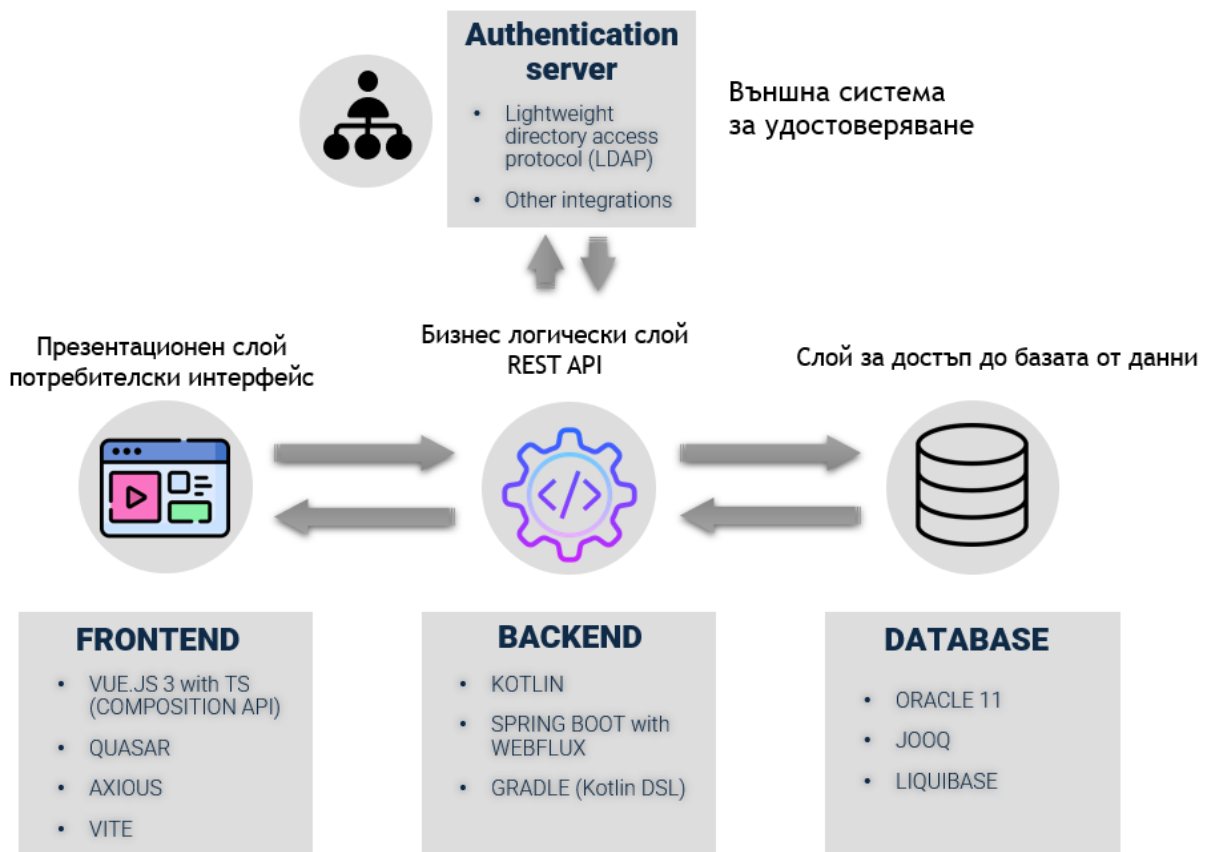 Authentication
server
• Lightweight
directory access
protocol (LDAP)
• Other integrations
Външна система
за удостоверяване
Презентационен слой
потребителски интерфейс
Бизнес логически слой
REST API
Слой за достъп до базата от данни
FRONTEND
• VUE.JS 3 with TS
(COMPOSITION API)
• QUASAR
• AXIOUS
• VITE
BACKEND
• KOTLIN
• SPRING BOOT with
WEBFLUX
• GRADLE (Kotlin DSL)
DATABASE
• ORACLE 11
• JOOQ
• LIQUIBASE